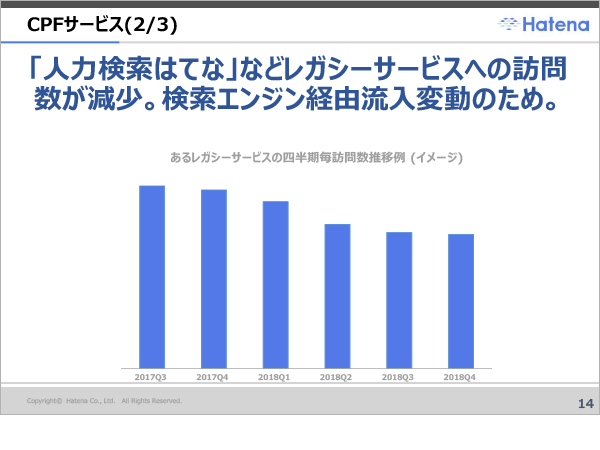 CPFサービス(2/3)
Hatena
「人力検索はてな」などレガシーサービスへの訪問
数が減少。検索エンジン経由流入変動のため。
あるレガシーサービスの四半期毎訪問数推移例 (イメージ)
2017Q3 2017Q4 2018Q1 2018Q2 2018Q3 2018Q4
Copyright© Hatena Co., Ltd. All Rights Reserved.
14